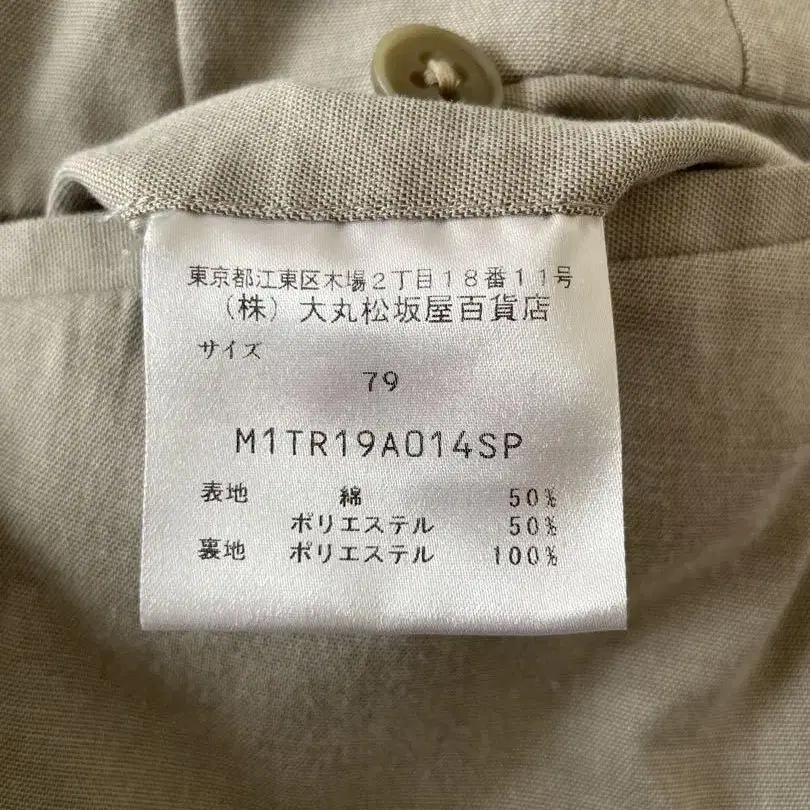 東京都江東区木場２丁目１８番１１号
（株）大丸松坂屋百貨店
サイズ
79
M1TR19A014SP
表地 綿 50%
ポリエステル 50%
裏地 ポリエステル 100%